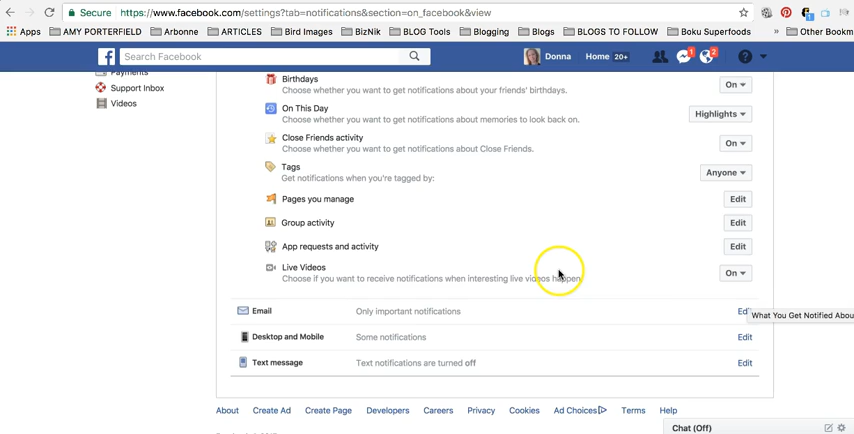 Secure https://www.facebook.com/settings?tab=notifications&section=on_facebook&view
Apps AMY PORTERFIELD Arbonne ARTICLES Bird Images BizNik BLOG Tools Blogging Blogs BLOGS TO FOLLOW Boku Superfoods » Other Bookm
f Search Facebook Donna Home 20+ 1 2 ?
Payments
Support Inbox
Videos
Birthdays
Choose whether you want to get notifications about your friends' birthdays.
On
On This Day
Choose whether you want to get notifications about memories to look back on.
Highlights
Close Friends activity
Choose whether you want to get notifications about Close Friends.
On
Tags
Get notifications when you're tagged by:
Anyone
Pages you manage Edit
Group activity Edit
App requests and activity Edit
Live Videos
Choose if you want to receive notifications when interesting live videos happen
On
Email Only important notifications Edit
What You Get Notified Abou
Desktop and Mobile Some notifications Edit
Text message Text notifications are turned off Edit
About Create Ad Create Page Developers Careers Privacy Cookies Ad Choices Terms Help
Chat (Off)